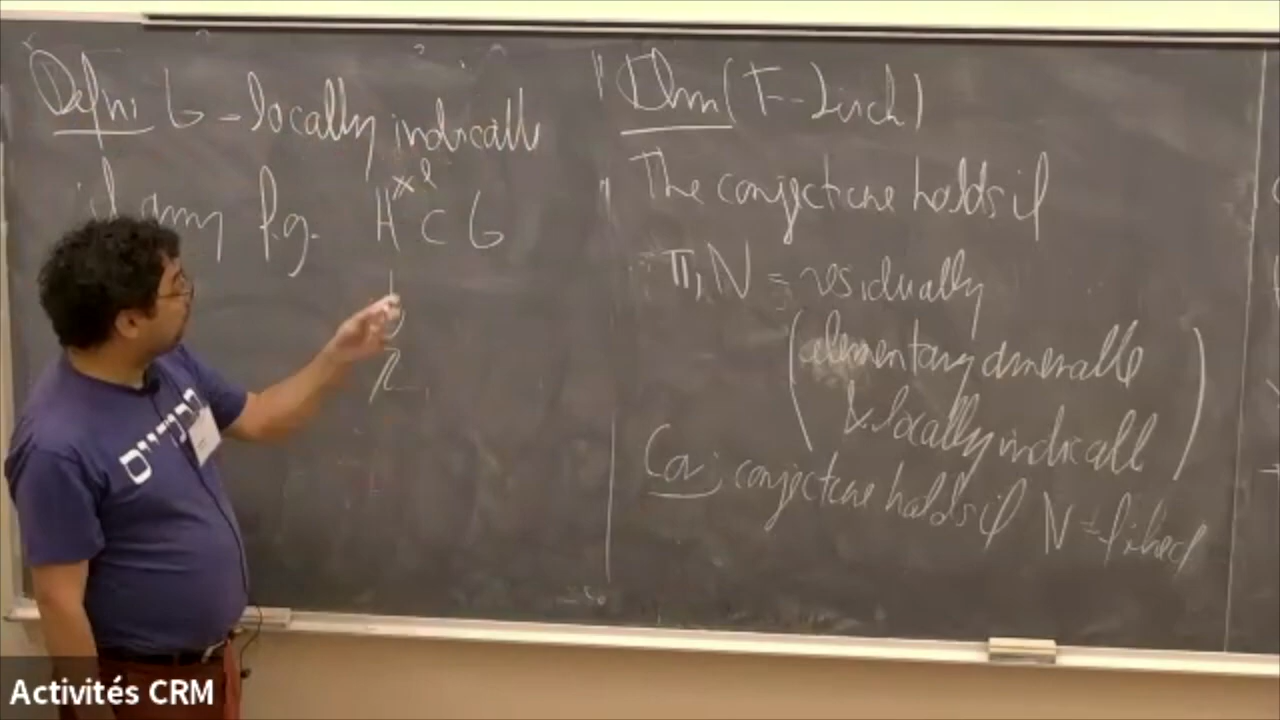 Defn: G - locally indicable
if any f.g. H ⊂ G
ℤ
Thm (F--Lück)
The conjecture holds if
π₁N = residually
(elementary amenable
& locally indicable)
Cor: conjecture holds if N = fibred
Activités CRM